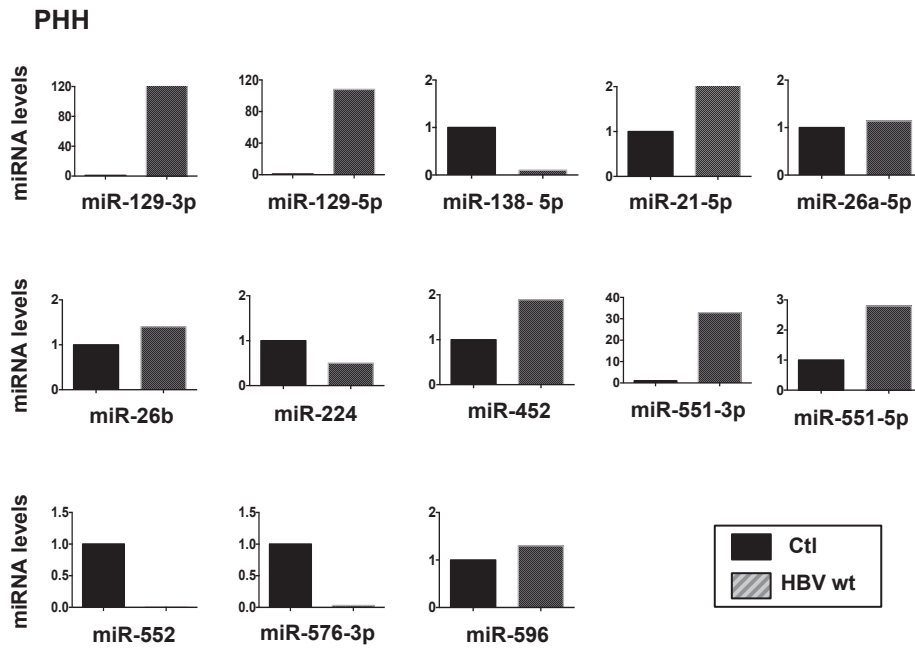 PHH
miRNA levels
120
80
40
0
miR-129-3p
120
80
40
0
miR-129-5p
2
1
0
miR-138- 5p
2
1
0
miR-21-5p
2
1
0
miR-26a-5p
miRNA levels
2
1
0
miR-26b
2
1
0
miR-224
2
1
0
miR-452
40
30
20
10
0
miR-551-3p
3
2
1
0
miR-551-5p
miRNA levels
1.5
1.0
0.5
0.0
miR-552
1.5
1.0
0.5
0.0
miR-576-3p
2
1
0
miR-596
Ctl
HBV wt